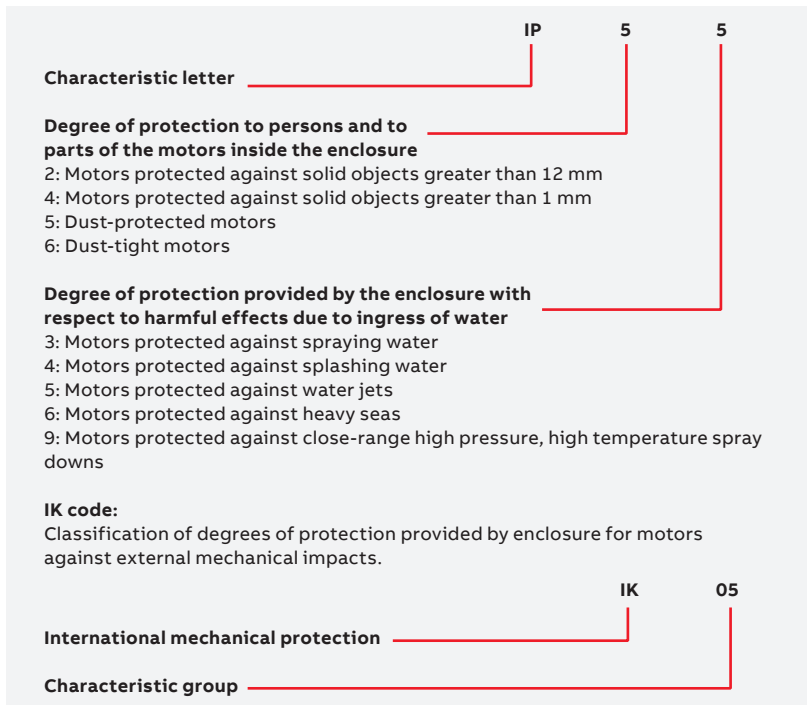 IP 5 5
Characteristic letter
Degree of protection to persons and to
parts of the motors inside the enclosure
2: Motors protected against solid objects greater than 12 mm
4: Motors protected against solid objects greater than 1 mm
5: Dust-protected motors
6: Dust-tight motors
Degree of protection provided by the enclosure with
respect to harmful effects due to ingress of water
3: Motors protected against spraying water
4: Motors protected against splashing water
5: Motors protected against water jets
6: Motors protected against heavy seas
9: Motors protected against close-range high pressure, high temperature spray
downs
IK code:
Classification of degrees of protection provided by enclosure for motors
against external mechanical impacts.
IK 05
International mechanical protection
Characteristic group